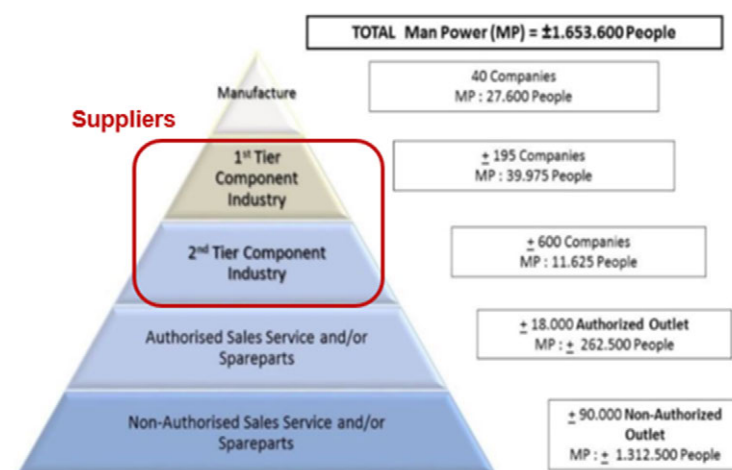 TOTAL Man Power (MP) = ±1.653.600 People
Manufacture
40 Companies
MP : 27.600 People
Suppliers
1st Tier
Component
Industry
± 195 Companies
MP : 39.975 People
2nd Tier Component
Industry
± 600 Companies
MP : 11.625 People
Authorised Sales Service and/or
Spareparts
± 18.000 Authorized Outlet
MP : ± 262.500 People
Non-Authorised Sales Service and/or
Spareparts
± 90.000 Non-Authorized
Outlet
MP : ± 1.312.500 People